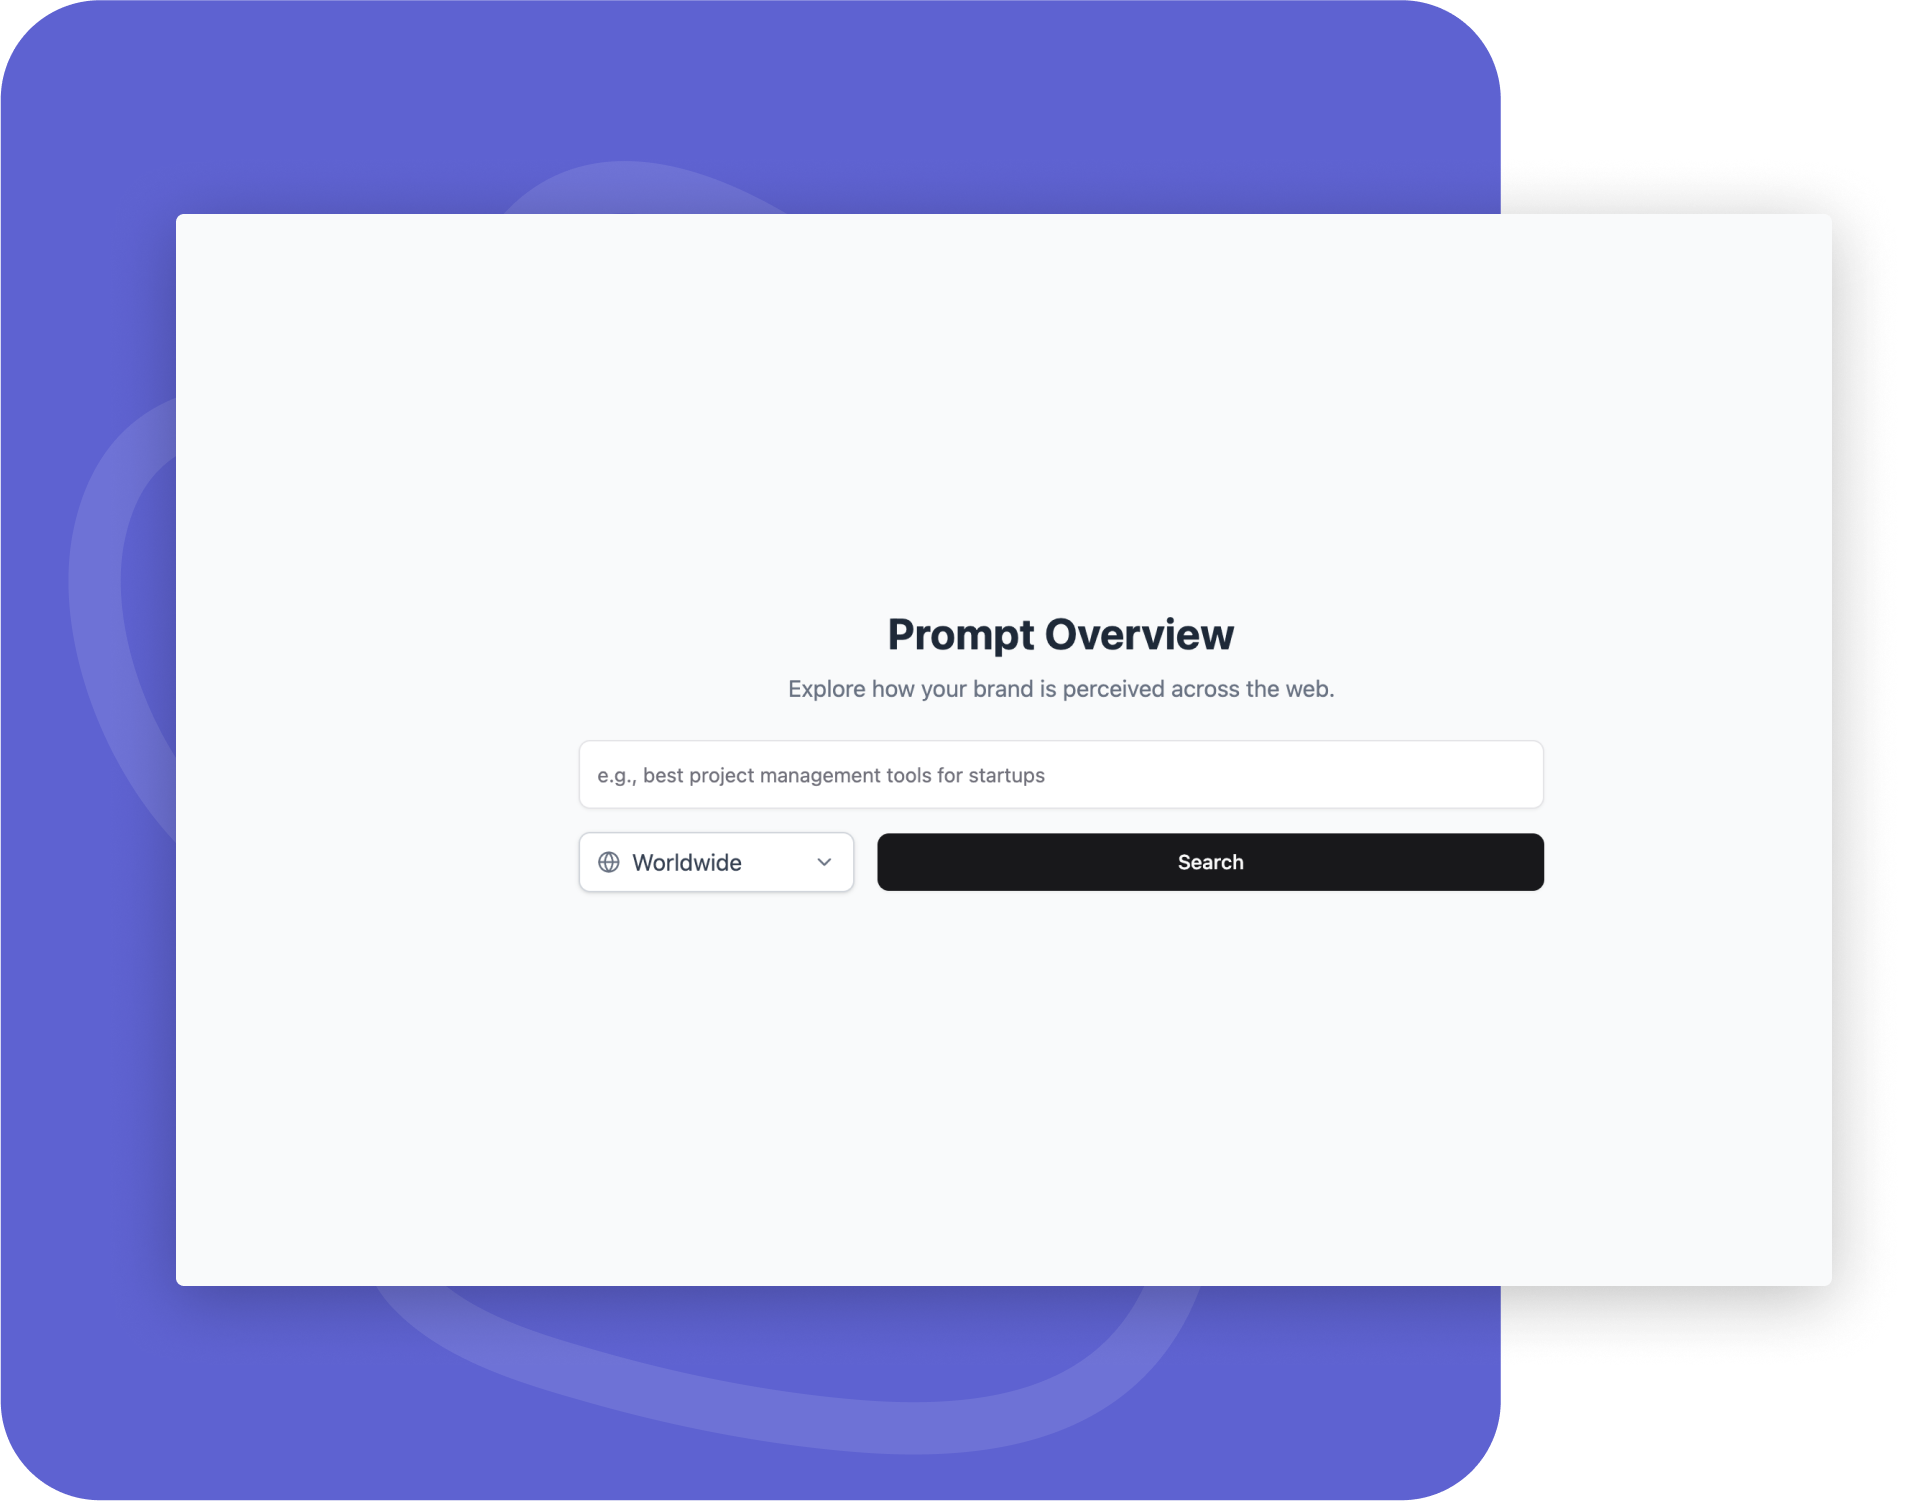 Prompt Overview
Explore how your brand is perceived across the web.
e.g., best project management tools for startups
Worldwide
Search